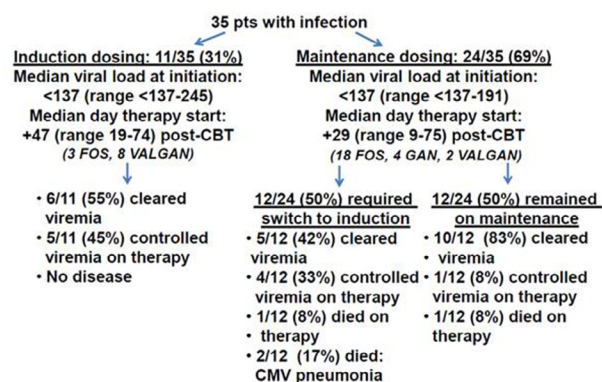 35 pts with infection
Induction dosing: 11/35 (31%)
Median viral load at initiation:
<137 (range <137-245)
Median day therapy start:
+47 (range 19-74) post-CBT
(3 FOS, 8 VALGAN)
• 6/11 (55%) cleared
viremia
• 5/11 (45%) controlled
viremia on therapy
• No disease
Maintenance dosing: 24/35 (69%)
Median viral load at initiation:
<137 (range <137-191)
Median day therapy start:
+29 (range 9-75) post-CBT
(18 FOS, 4 GAN, 2 VALGAN)
12/24 (50%) required
switch to induction
• 5/12 (42%) cleared
viremia
• 4/12 (33%) controlled
viremia on therapy
• 1/12 (8%) died on
• therapy
• 2/12 (17%) died:
CMV pneumonia
12/24 (50%) remained
on maintenance
• 10/12 (83%) cleared
• viremia
• 1/12 (8%) controlled
viremia on therapy
• 1/12 (8%) died on
therapy